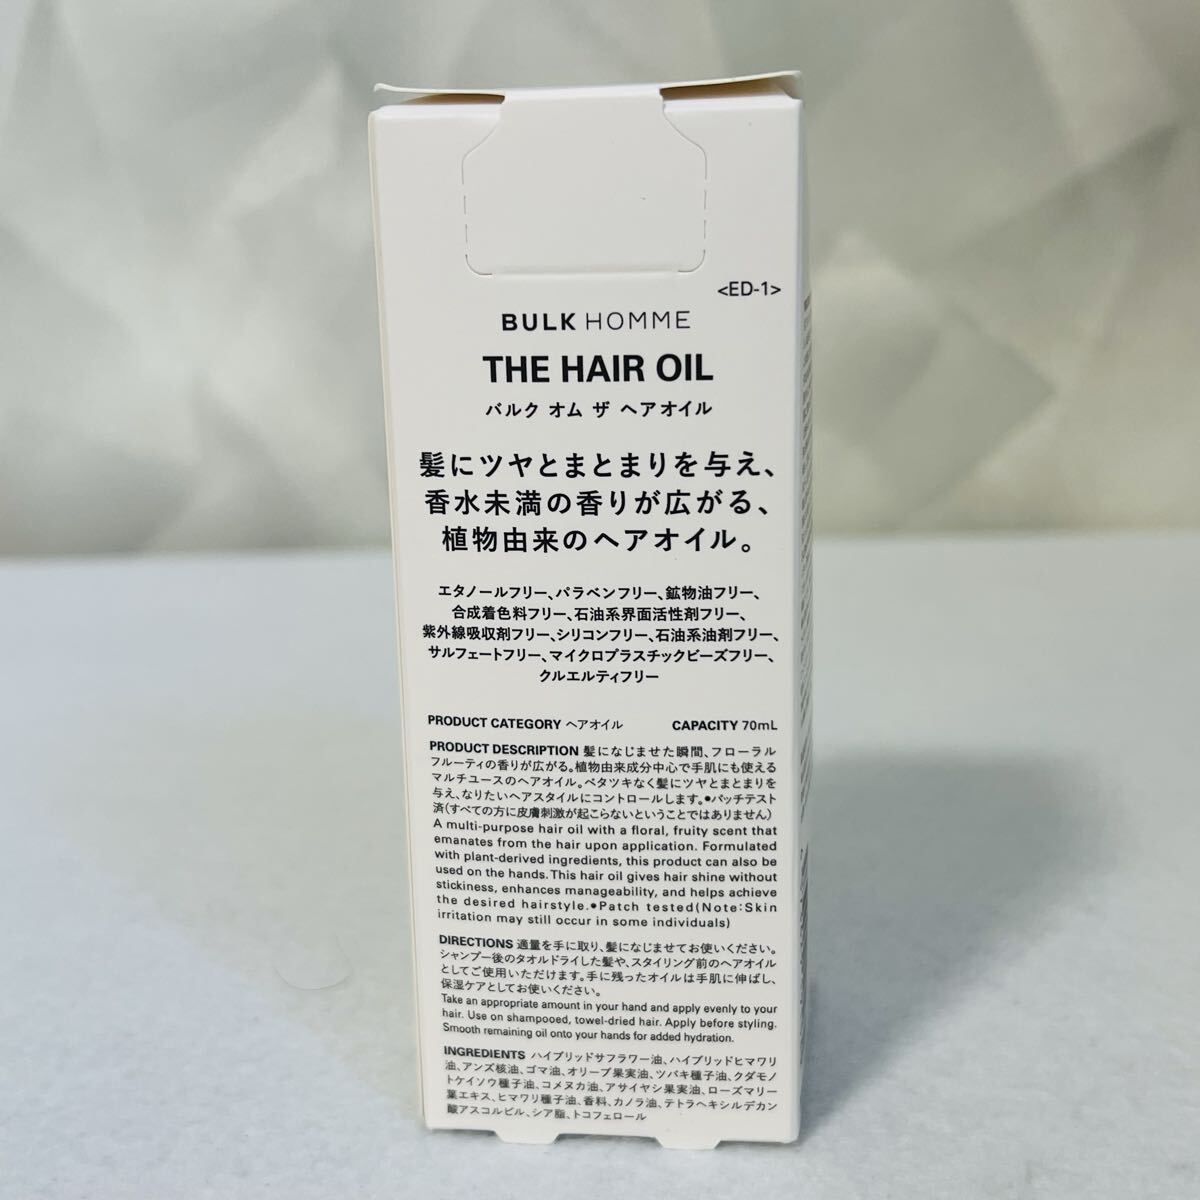 <ED-1>
BULK HOMME
THE HAIR OIL
バルク オム ザ ヘアオイル
髪にツヤとまとまりを与え、
香水未満の香りが広がる、
植物由来のヘアオイル。
エタノールフリー、パラベンフリー、鉱物油フリー、
合成着色料フリー、石油系界面活性剤フリー、
紫外線吸収剤フリー、シリコンフリー、石油系油剤フリー、
サルフェートフリー、マイクロプラスチックビーズフリー、
クルエルティフリー
PRODUCT CATEGORY ヘアオイル CAPACITY 70mL
PRODUCT DESCRIPTION 髪になじませた瞬間、フローラル
フルーティの香りが広がる。植物由来成分中心で手肌にも使える
マルチユースのヘアオイル。ベタツキなく髪にツヤとまとまりを
与え、なりたいヘアスタイルにコントロールします。●パッチテスト
済(すべての方に皮膚刺激が起こらないということではありません)
A multi-purpose hair oil with a floral, fruity scent that
emanates from the hair upon application. Formulated
with plant-derived ingredients, this product can also be
used on the hands. This hair oil gives hair shine without
stickiness, enhances manageability, and helps achieve
the desired hairstyle.●Patch tested(Note:Skin
irritation may still occur in some individuals)
DIRECTIONS 適量を手に取り、髪になじませてお使いください。
シャンプー後のタオルドライした髪や、スタイリング前のヘアオイル
としてご使用いただけます。手に残ったオイルは手肌に伸ばし、
保湿ケアとしてお使いください。
Take an appropriate amount in your hand and apply evenly to your
hair. Use on shampooed, towel-dried hair. Apply before styling.
Smooth remaining oil onto your hands for added hydration.
INGREDIENTS ハイブリッドサフラワー油、ハイブリッドヒマワリ
油、アンズ核油、ゴマ油、オリーブ果実油、ツバキ種子油、クダモノ
トケイソウ種子油、コメヌカ油、アサイヤシ果実油、ローズマリー
葉エキス、ヒマワリ種子油、香料、カノラ油、テトラヘキシルデカン
酸アスコルビル、シア脂、トコフェロール